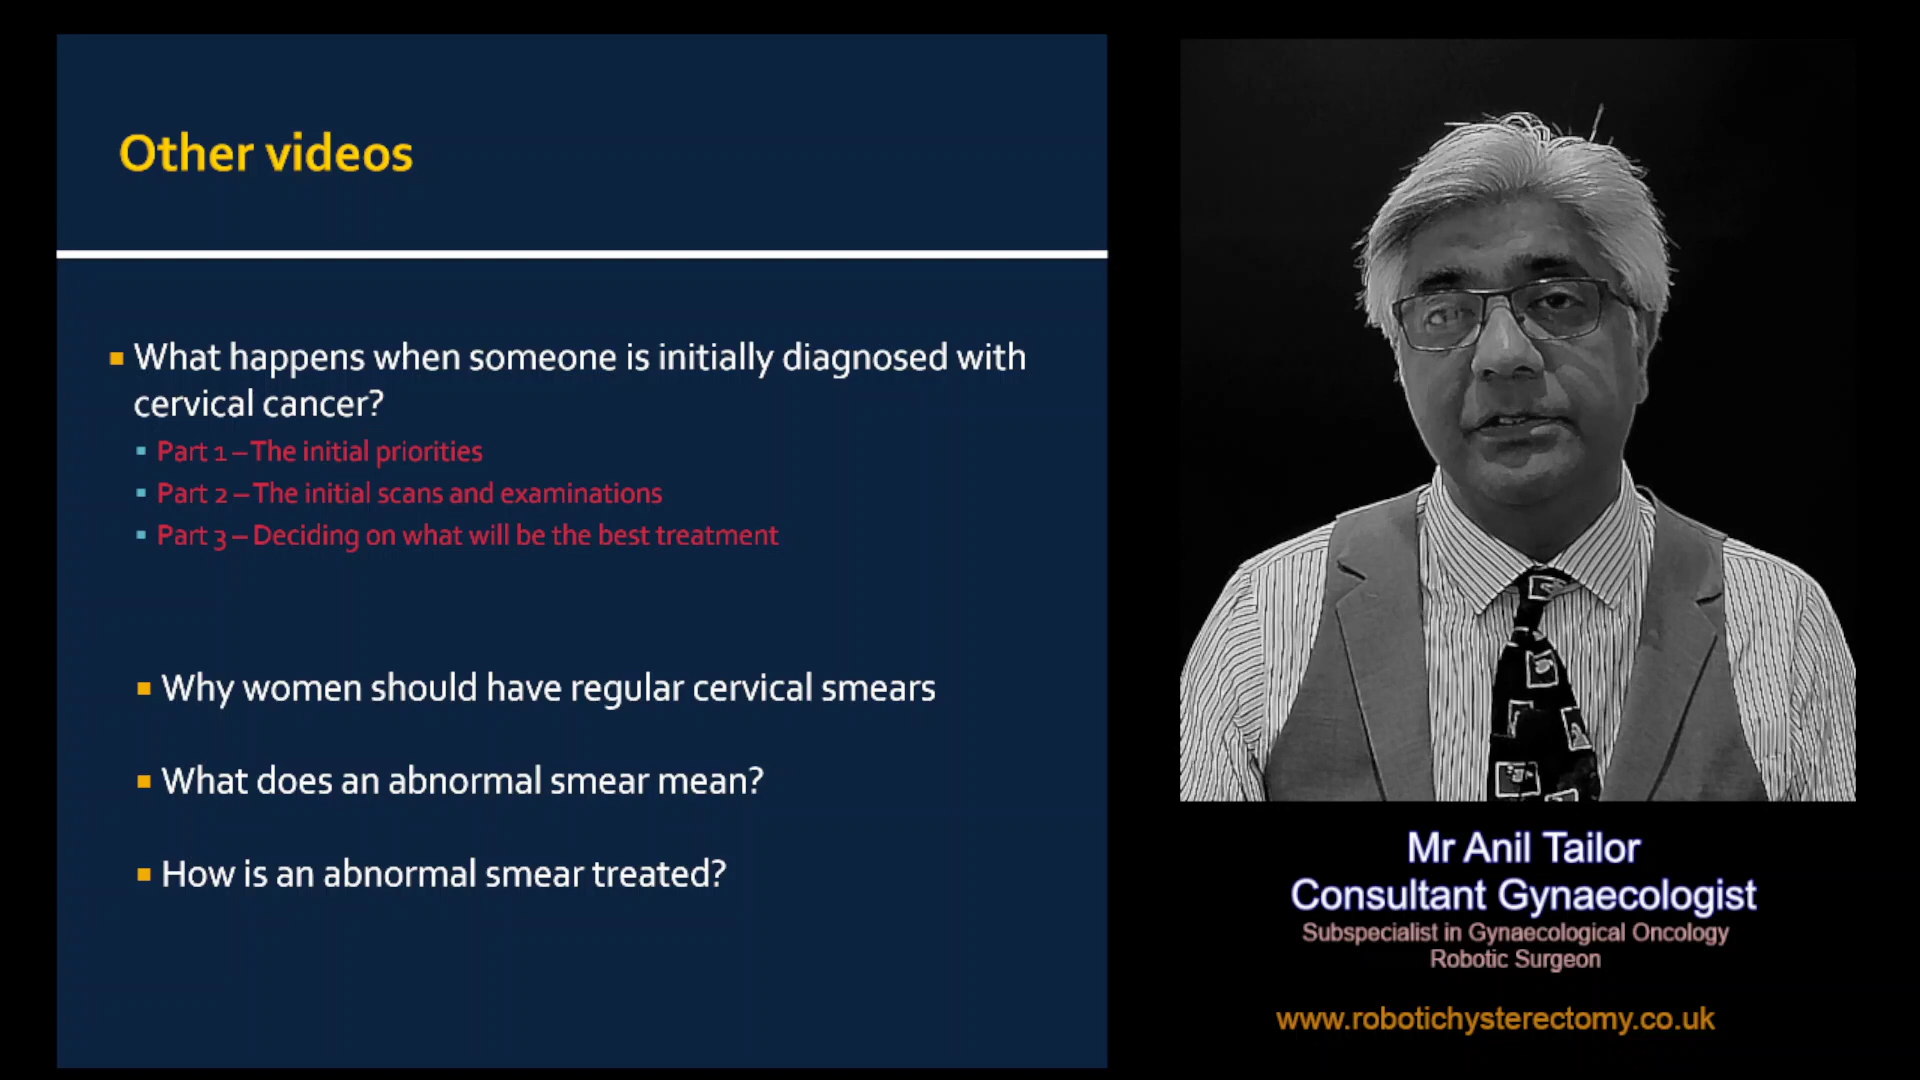 Other videos
What happens when someone is initially diagnosed with
cervical cancer?
Part 1 – The initial priorities
Part 2 – The initial scans and examinations
Part 3 – Deciding on what will be the best treatment
Why women should have regular cervical smears
What does an abnormal smear mean?
How is an abnormal smear treated?
Mr Anil Tailor
Consultant Gynaecologist
Subspecialist in Gynaecological Oncology
Robotic Surgeon
www.robotichysterectomy.co.uk